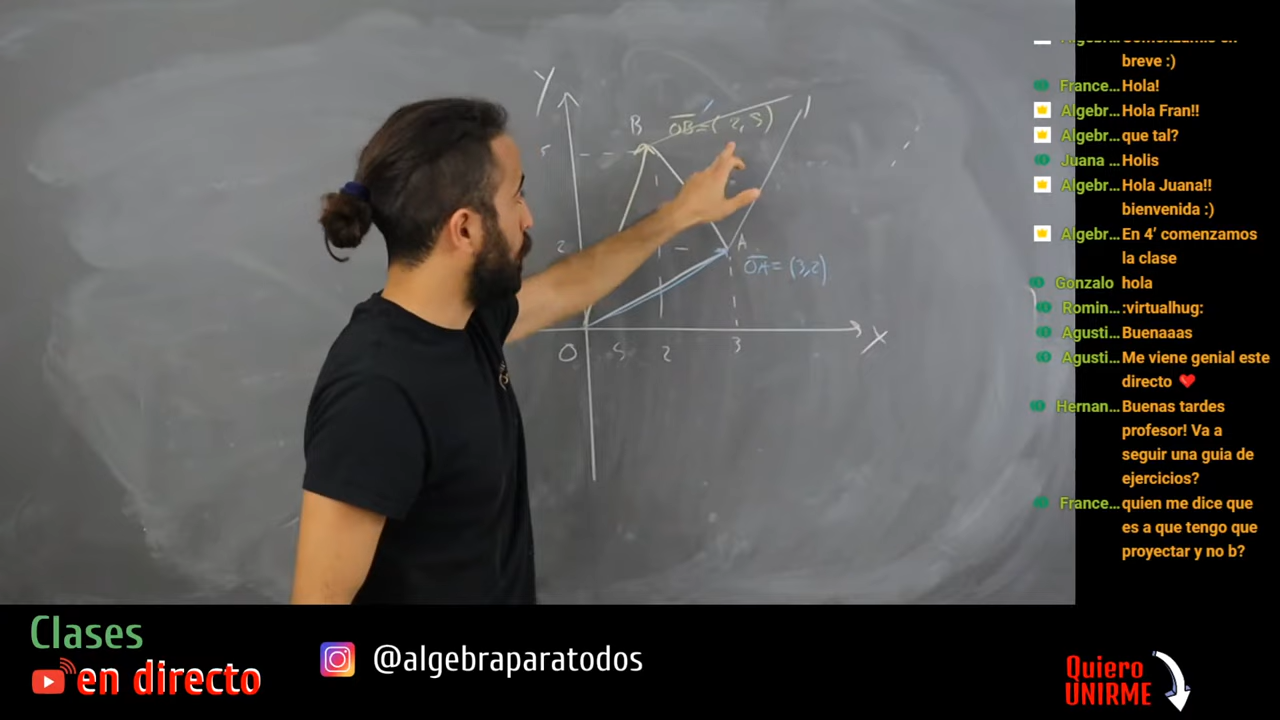 Y
B
OB=(2,5)
5
2
A
OA=(3,2)
O
5
2
3
X
breve :)
France... Hola!
Algebr... Hola Fran!!
Algebr... que tal?
Juana ... Holis
Algebr... Hola Juana!!
bienvenida :)
Algebr... En 4' comenzamos
la clase
Gonzalo hola
Romin... :virtualhug:
Agusti... Buenaaas
Agusti... Me viene genial este
directo
Hernan... Buenas tardes
profesor! Va a
seguir una guia de
ejercicios?
France... quien me dice que
es a que tengo que
proyectar y no b?
Clases
en directo
@algebraparatodos
Quiero
UNIRME